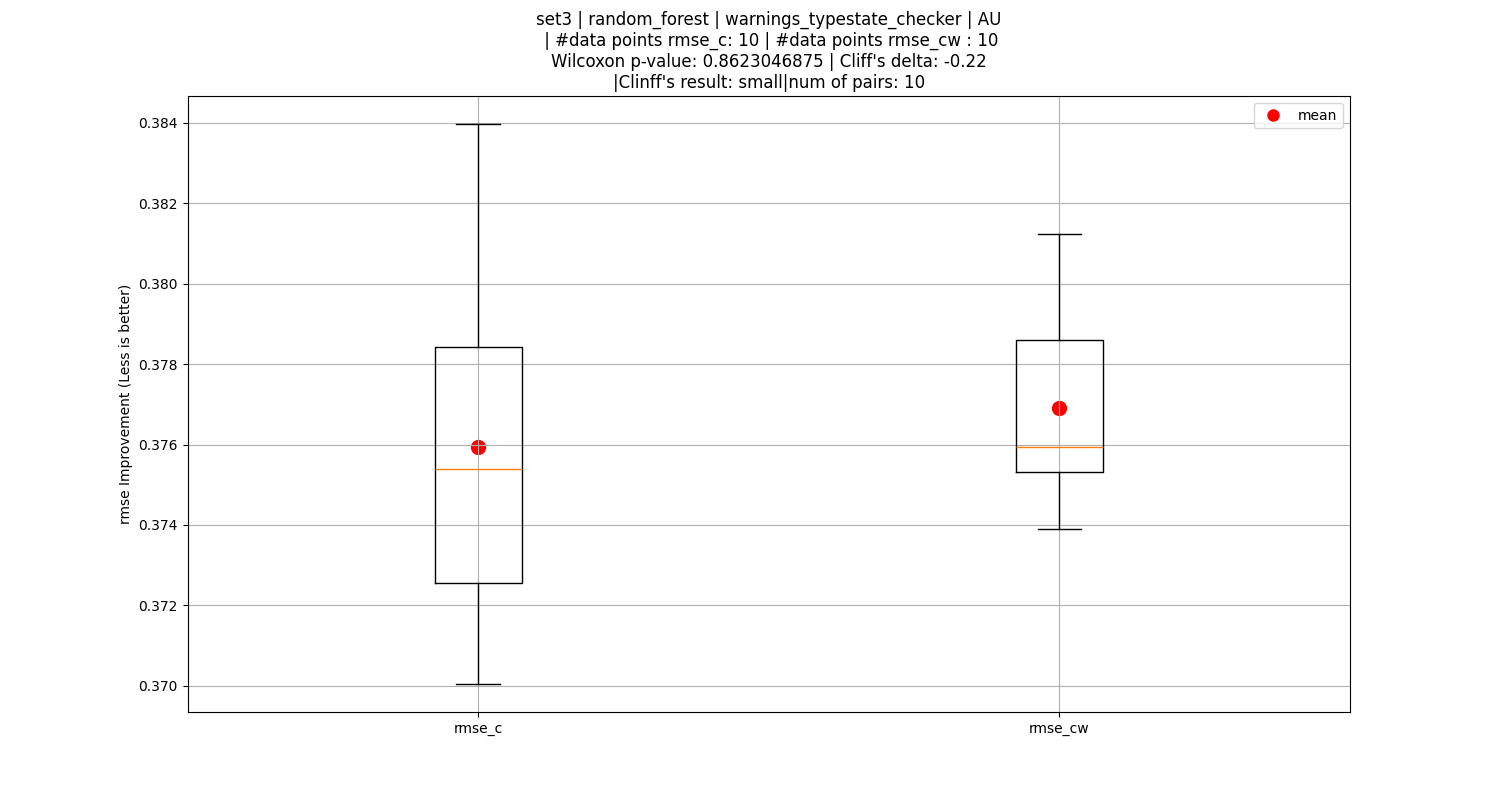 set3 | random_forest | warnings_typestate_checker | AU
| #data points rmse_c: 10 | #data points rmse_cw : 10
Wilcoxon p-value: 0.8623046875 | Cliff's delta: -0.22
|Clinff's result: small|num of pairs: 10
mean
0.384
0.382
0.380
0.378
0.376
0.374
0.372
0.370
rmse Improvement (Less is better)
rmse_c
rmse_cw